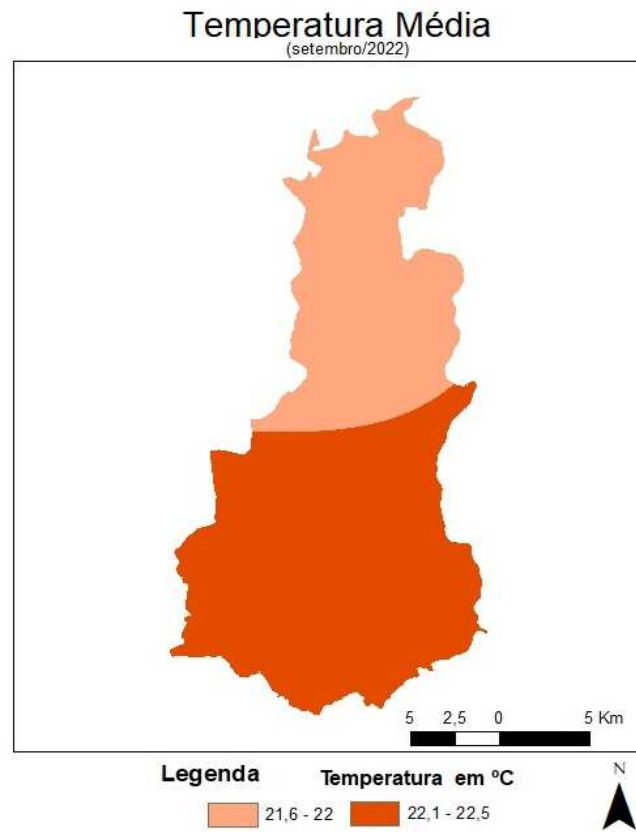 Temperatura Média
(setembro/2022)
5 2,5 0 5 Km
Legenda Temperatura em ºC
N
21,6 - 22 22,1 - 22,5